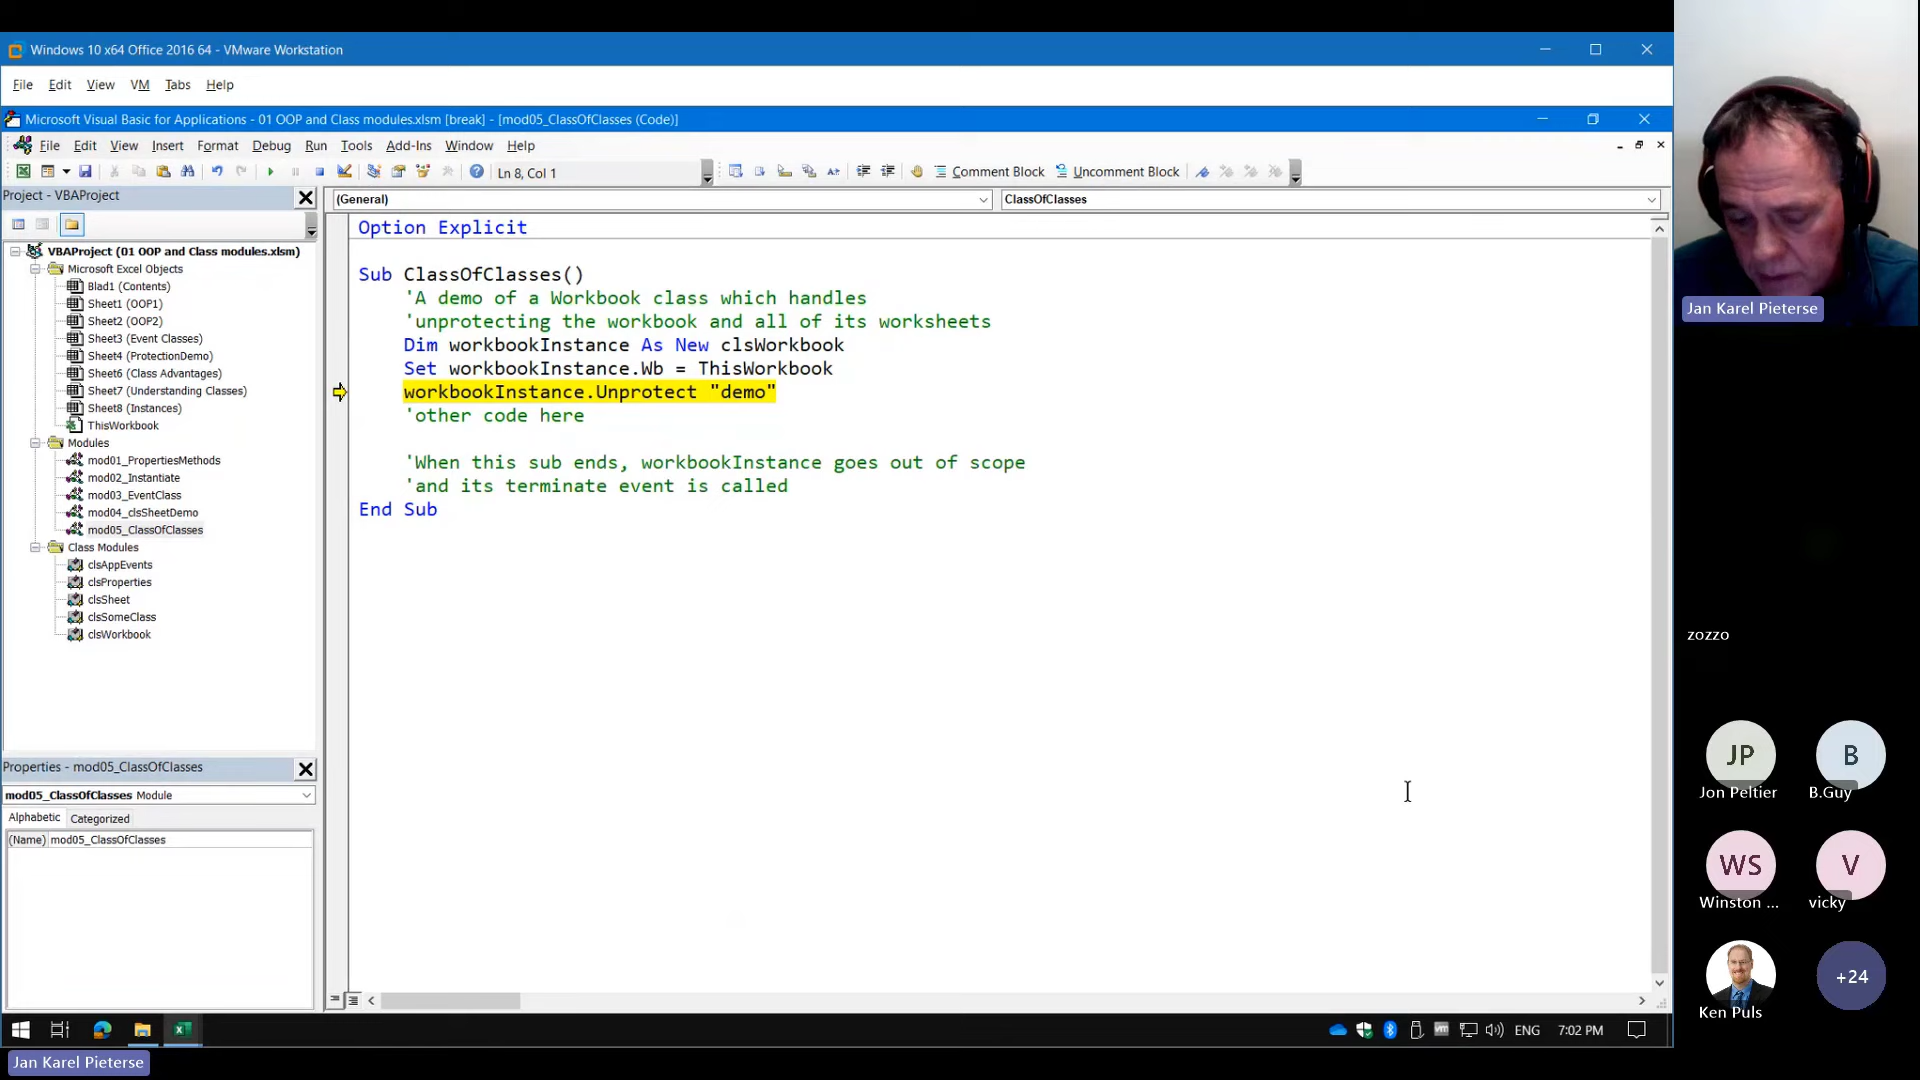 Windows 10 x64 Office 2016 64 - VMware Workstation
File Edit View VM Tabs Help
Microsoft Visual Basic for Applications - 01 OOP and Class modules.xlsm [break] - [mod05_ClassOfClasses (Code)]
File Edit View Insert Format Debug Run Tools Add-Ins Window Help
Ln 8, Col 1
Comment Block
Uncomment Block
Project - VBAProject
VBAProject (01 OOP and Class modules.xlsm)
Microsoft Excel Objects
Blad1 (Contents)
Sheet1 (OOP1)
Sheet2 (OOP2)
Sheet3 (Event Classes)
Sheet4 (ProtectionDemo)
Sheet6 (Class Advantages)
Sheet7 (Understanding Classes)
Sheet8 (Instances)
ThisWorkbook
Modules
mod01_PropertiesMethods
mod02_Instantiate
mod03_EventClass
mod04_clsSheetDemo
mod05_ClassOfClasses
Class Modules
clsAppEvents
clsProperties
clsSheet
clsSomeClass
clsWorkbook
Properties - mod05_ClassOfClasses
mod05_ClassOfClasses Module
Alphabetic Categorized
(Name) mod05_ClassOfClasses
(General)
ClassOfClasses
Option Explicit
Sub ClassOfClasses()
'A demo of a Workbook class which handles
'unprotecting the workbook and all of its worksheets
Dim workbookInstance As New clsWorkbook
Set workbookInstance.Wb = ThisWorkbook
workbookInstance.Unprotect "demo"
'other code here
'When this sub ends, workbookInstance goes out of scope
'and its terminate event is called
End Sub
ENG 7:02 PM
Jan Karel Pieterse
Jan Karel Pieterse
zozzo
JP
Jon Peltier
B
B.Guy
WS
Winston ...
V
vicky
Ken Puls
+24